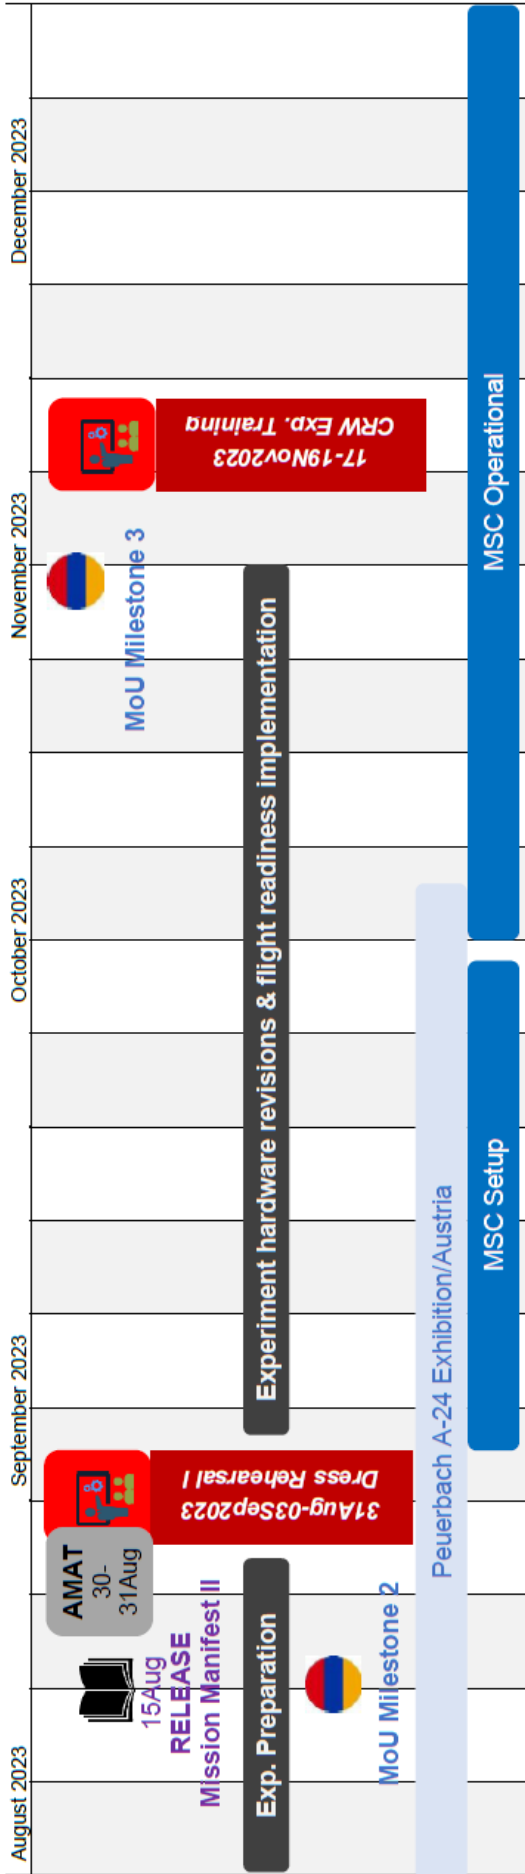 August 2023
September 2023
October 2023
November 2023
December 2023
AMAT
30-
31Aug
15Aug
RELEASE
Mission Manifest II
31Aug-03Sep2023
Dress Rehearsal I
MoU Milestone 3
17-19Nov2023
CRW Exp. Training
Exp. Preparation
Experiment hardware revisions & flight readiness implementation
MoU Milestone 2
Peuerbach A-24 Exhibition/Austria
MSC Setup
MSC Operational